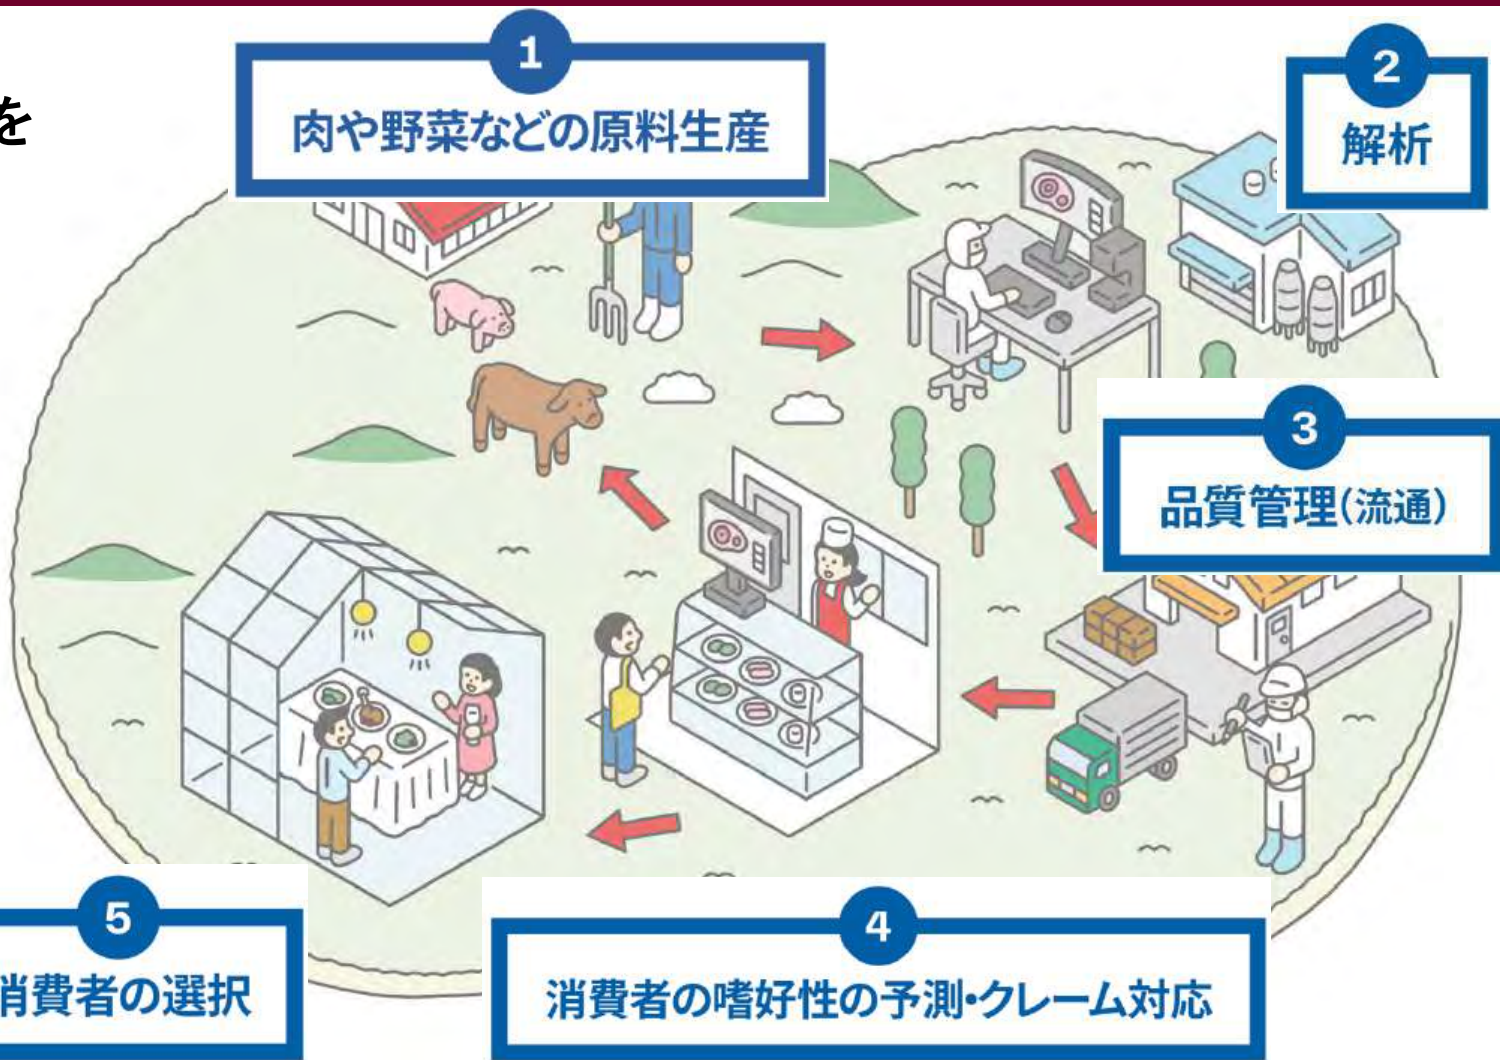 を
1
肉や野菜などの原料生産
2
解析
3
品質管理(流通)
4
消費者の嗜好性の予測・クレーム対応
5
消費者の選択